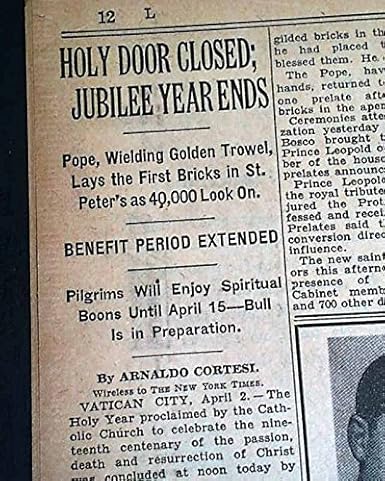 12 L
HOLY DOOR CLOSED;
JUBILEE YEAR ENDS
Pope, Wielding Golden Trowel,
Lays the First Bricks in St.
Peter's as 40,000 Look On.
BENEFIT PERIOD EXTENDED
Pilgrims Will Enjoy Spiritual
Boons Until April 15—Bull
Is in Preparation.
By ARNALDO CORTESI.
Wireless to THE NEW YORK TIMES.
VATICAN CITY, April 2.—The
Holy Year proclaimed by the Cath-
olic Church to celebrate the nine-
teenth centenary of the passion,
death and resurrection of Christ
was concluded at noon today by
gilded bricks in
he had placed
blessed them. He
The Pope, hav
hands, returned t
one prelate
bricks in the
Ceremonies
zation yesterday
Bosco brought
Prince Leopold
ber of the house
prelates announc
Prince Leopol
the royal tribute
jured the Prot
fessed and recei
Prelates said
conversion direc
influence.
The new sain
ors this afterno
presence of
Cabinet memb
and 700 other